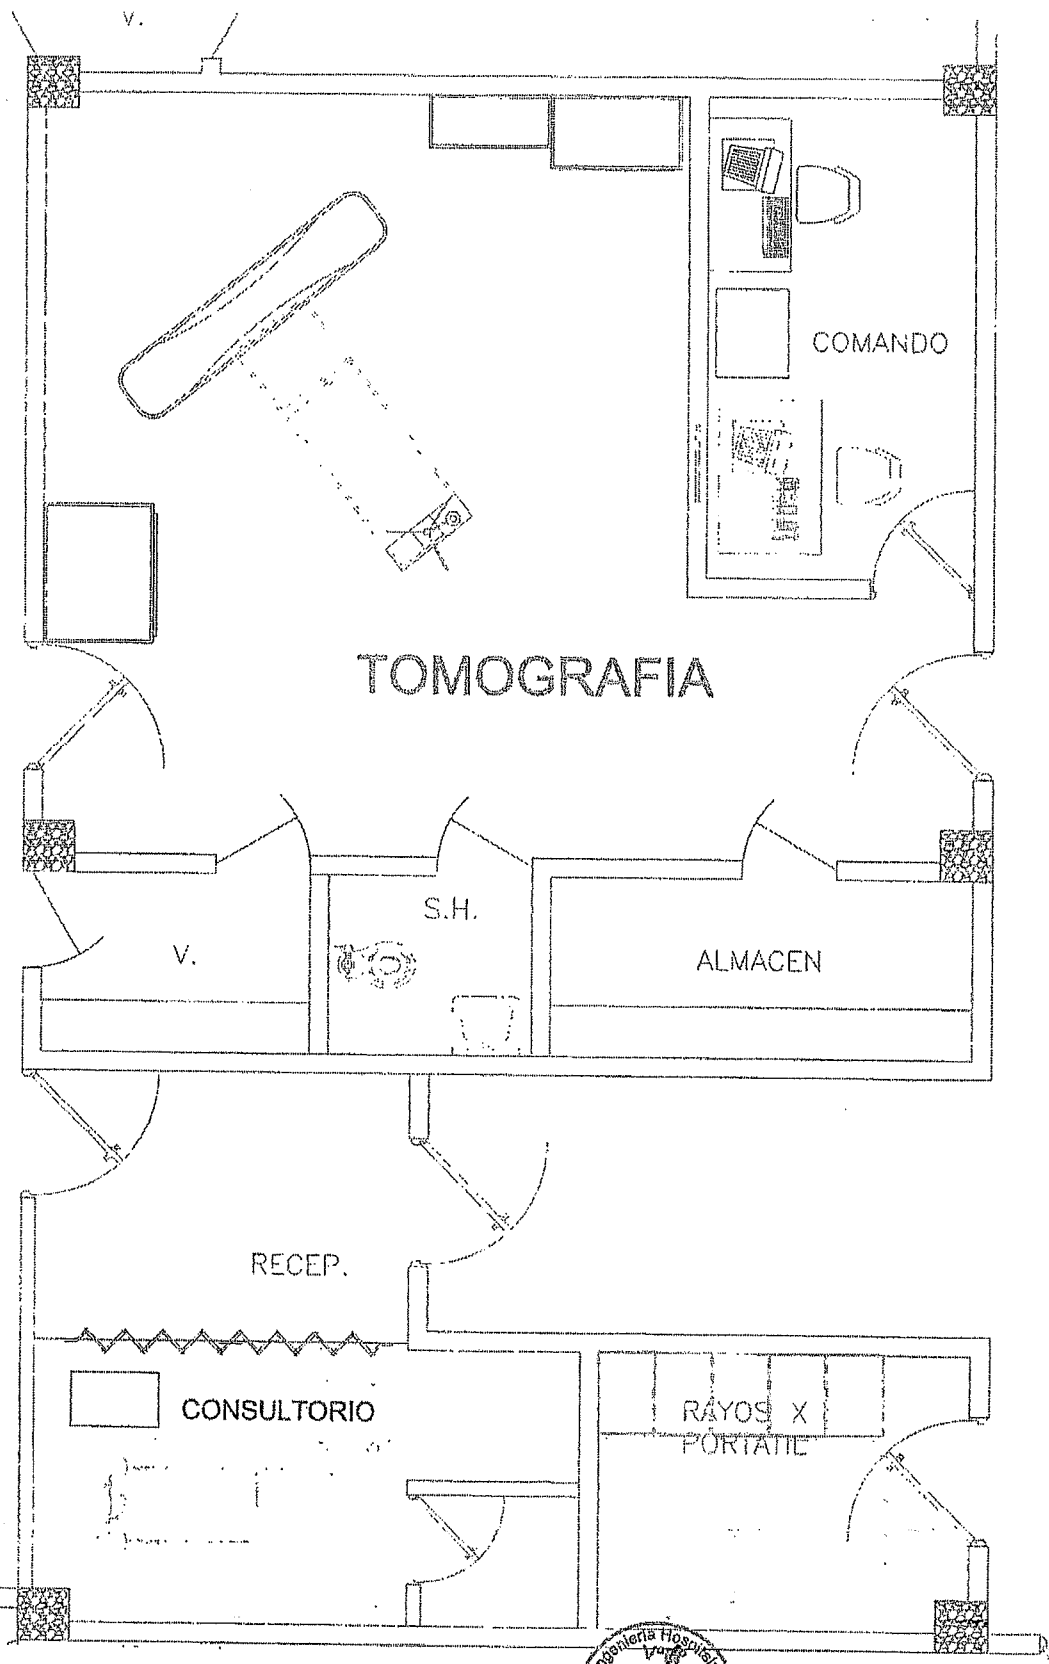 V.
COMANDO
TOMOGRAFIA
S.H.
V.
ALMACEN
RECEP.
CONSULTORIO
RAYOS X
PORTATIL